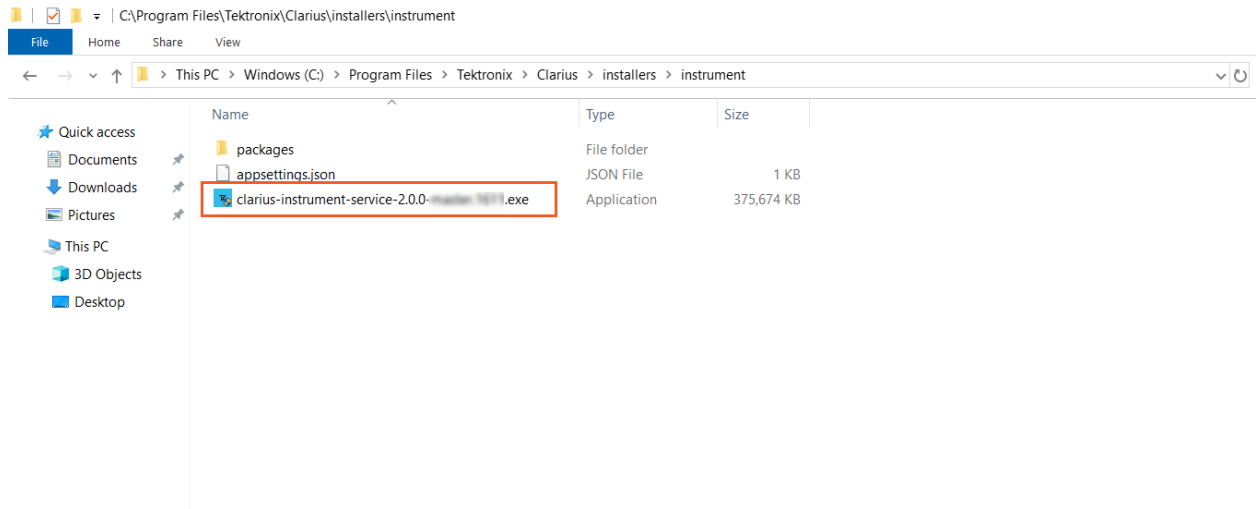 C:\Program Files\Tektronix\Clarius\installers\instrument
File Home Share View
This PC > Windows (C:) > Program Files > Tektronix > Clarius > installers > instrument
Name Type Size
Quick access
Documents
Downloads
Pictures
This PC
3D Objects
Desktop
packages File folder
appsettings.json JSON File 1 KB
clarius-instrument-service-2.0.0- .exe Application 375,674 KB